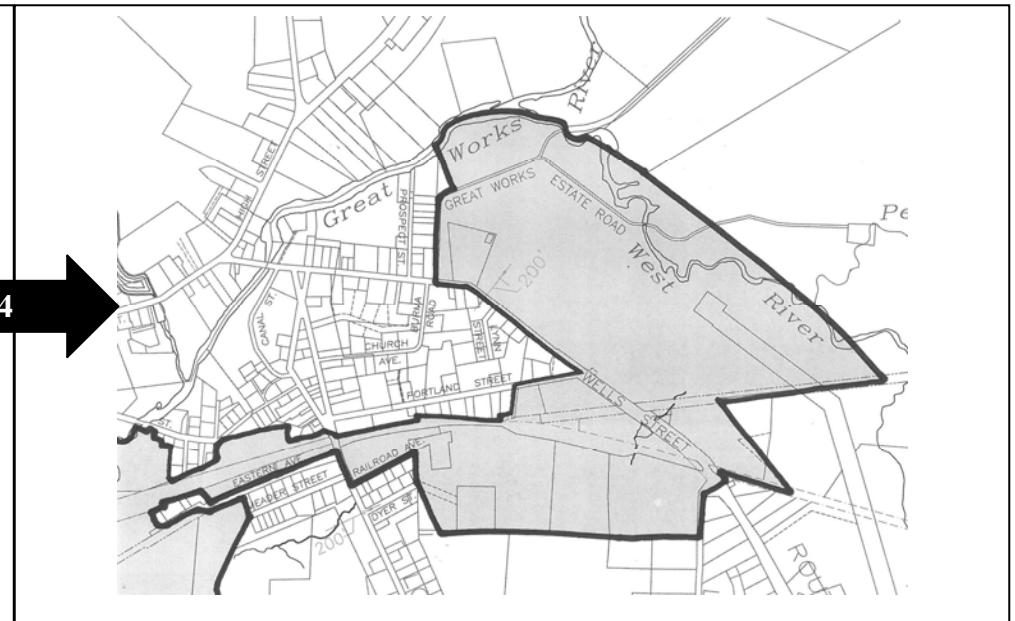 River
Works
Great
HIGH STREET
PROSPECT ST.
GREAT WORKS
ESTATE ROAD
Pe
West
River
200'
4
CANAL ST.
BURNA ROAD
CHURCH
AVE.
LYNN STREET
PORTLAND STREET
WELLS STREET
ST.
EASTERN AVE.
RAILROAD AVE.
MEADER STREET
DYER ST.
200'
ROU